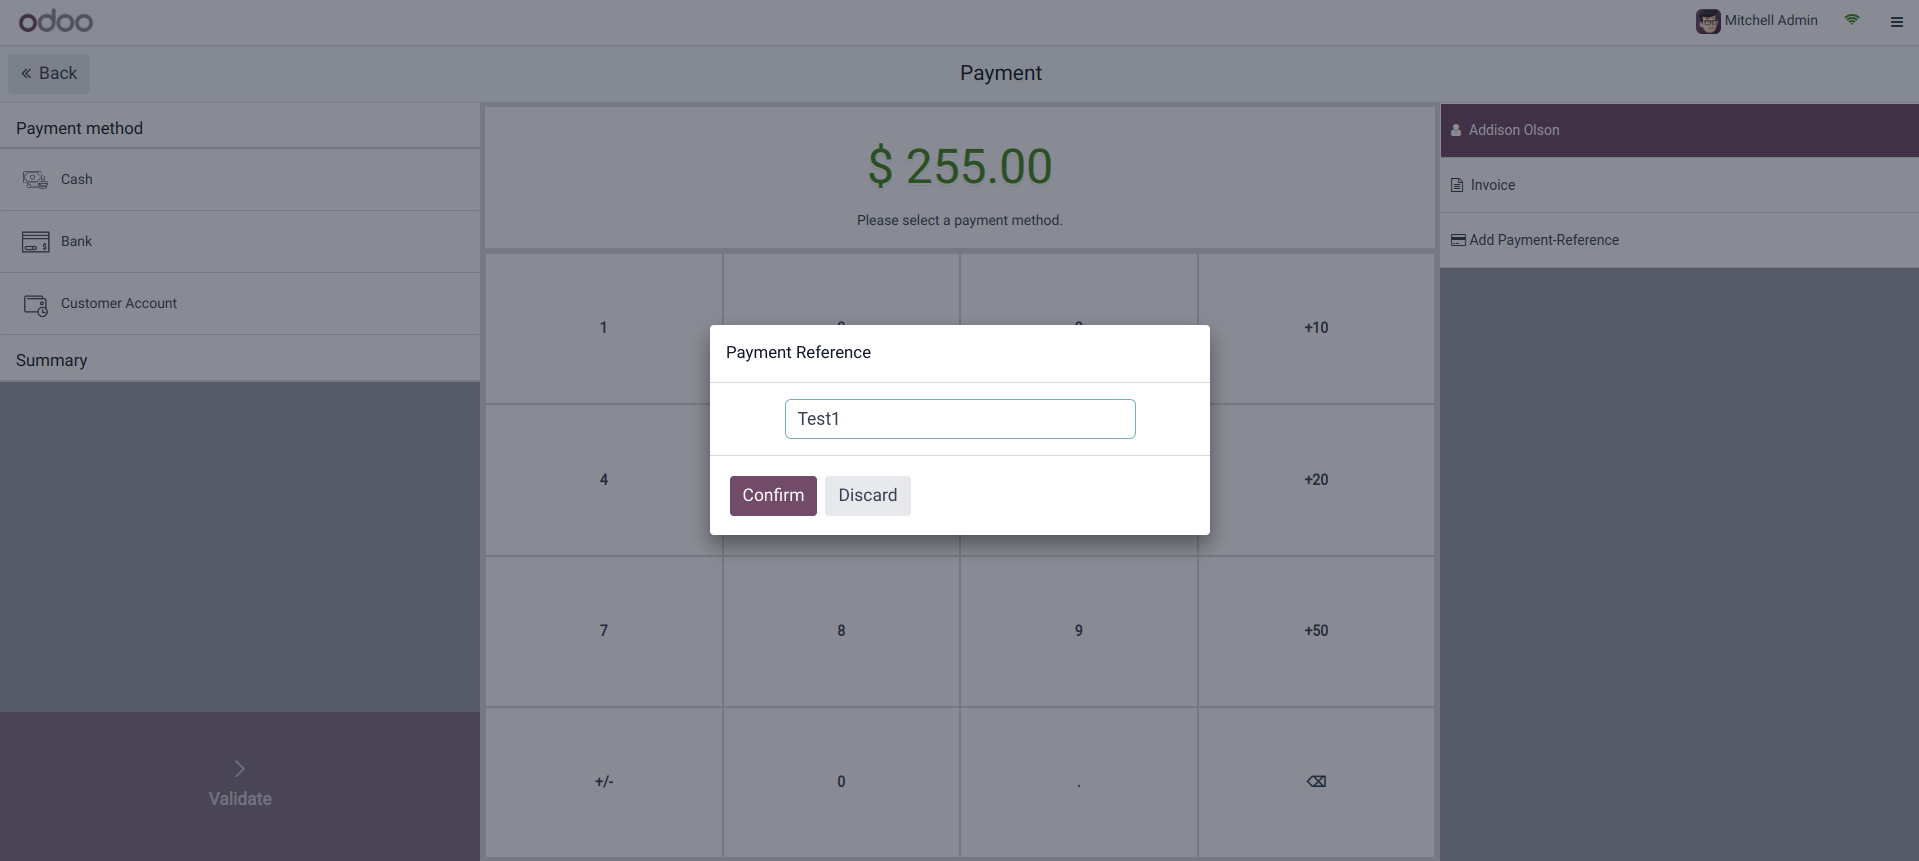 odoo
Mitchell Admin
Back
Payment
Payment method
Cash
Bank
Customer Account
Summary
Validate
$ 255.00
Please select a payment method.
1
+10
4
+20
7
8
9
+50
+/-
0
.
Payment Reference
Test1
Confirm
Discard
Addison Olson
Invoice
Add Payment-Reference